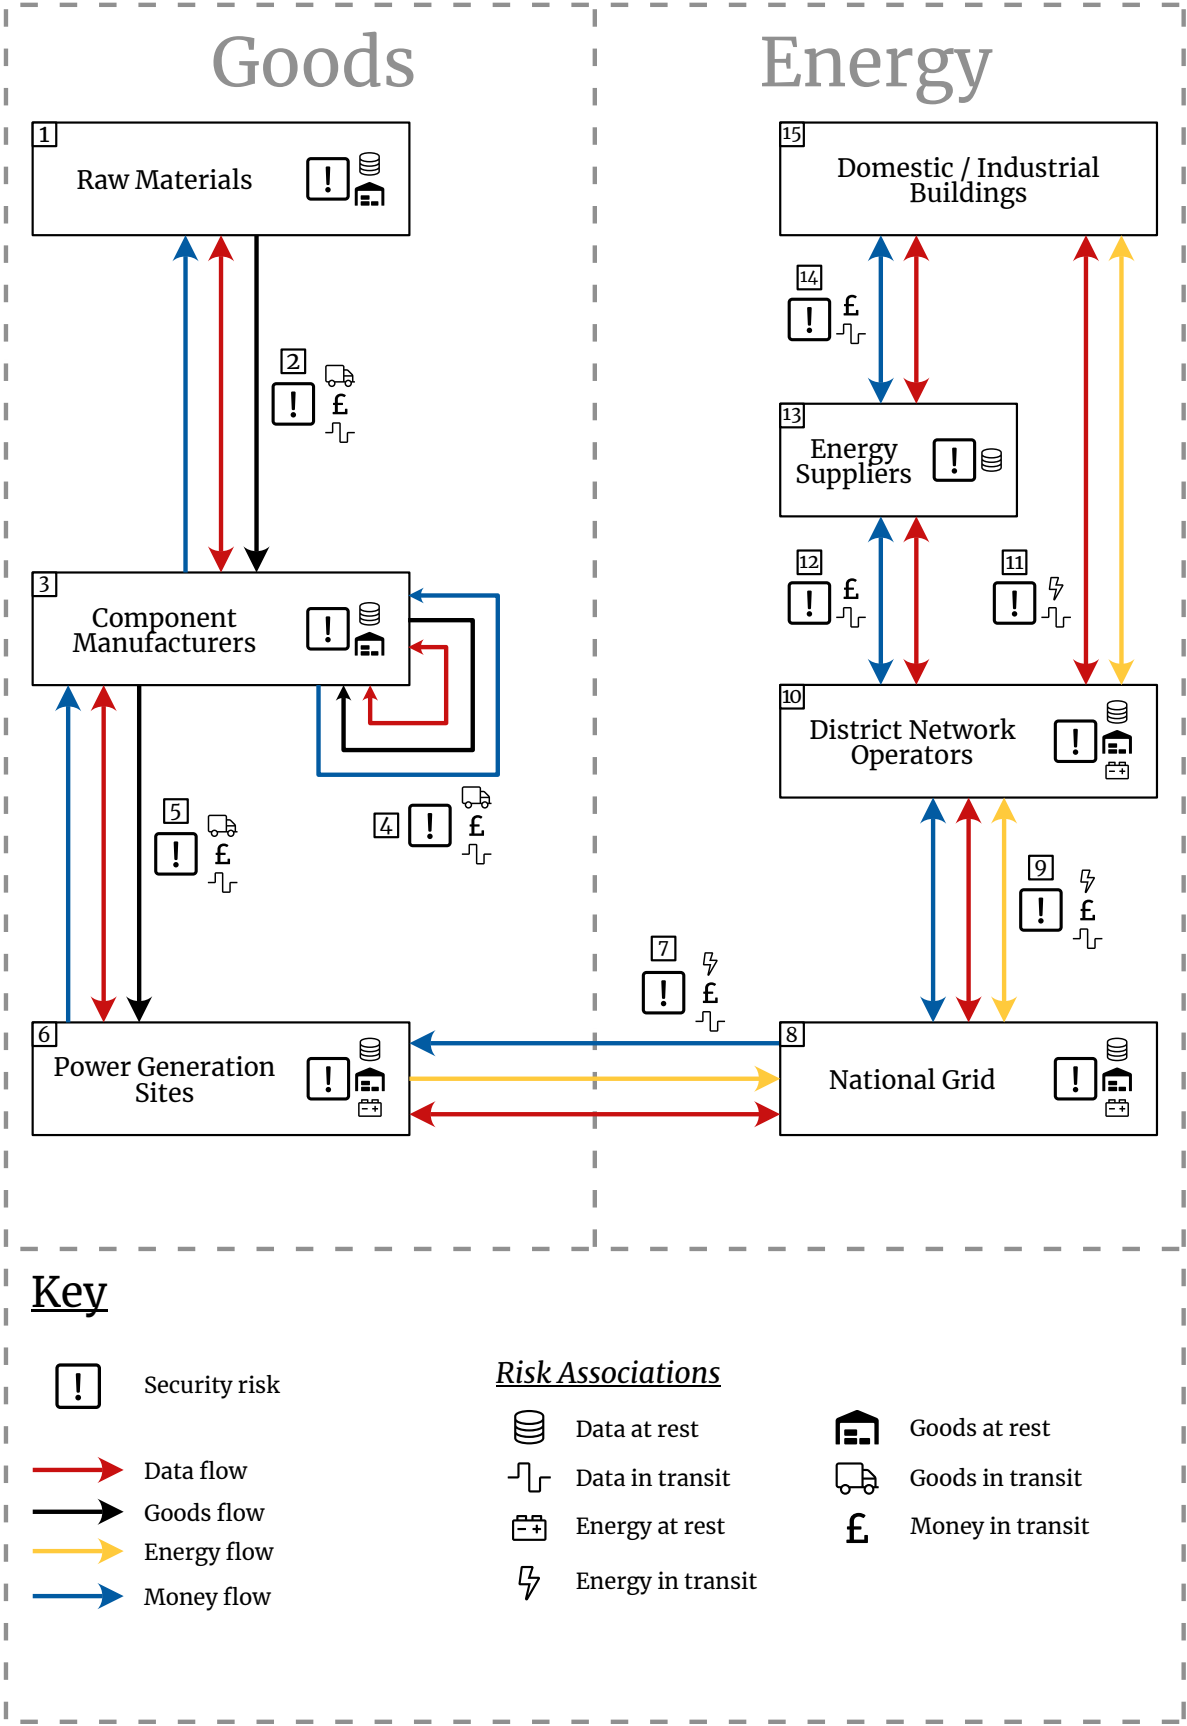 Goods
Energy
1
Raw Materials
!
15
Domestic / Industrial
Buildings
14
!
£
2
!
£
13
Energy
Suppliers
!
12
!
£
11
!
3
Component
Manufacturers
!
10
District Network
Operators
!
5
!
£
4
!
£
9
!
£
7
!
£
6
Power Generation
Sites
!
8
National Grid
!
Key
!
Security risk
Data flow
Goods flow
Energy flow
Money flow
Risk Associations
Data at rest
Data in transit
Energy at rest
Energy in transit
Goods at rest
Goods in transit
£
Money in transit